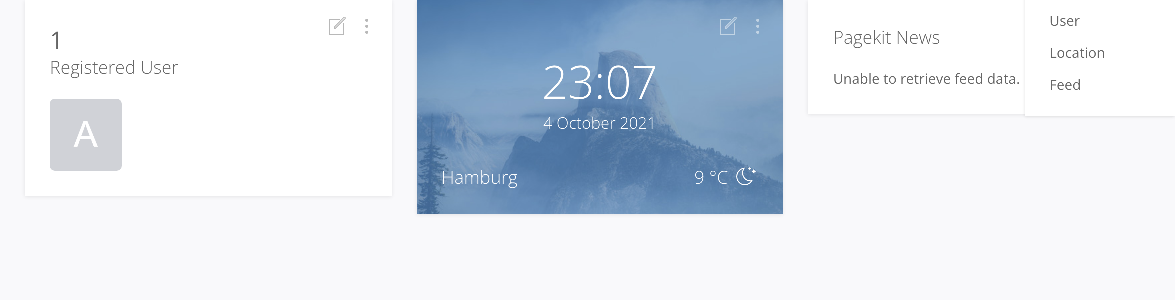 1
Registered User
A
23:07
4 October 2021
Hamburg
9 °C
Pagekit News
Unable to retrieve feed data.
User
Location
Feed